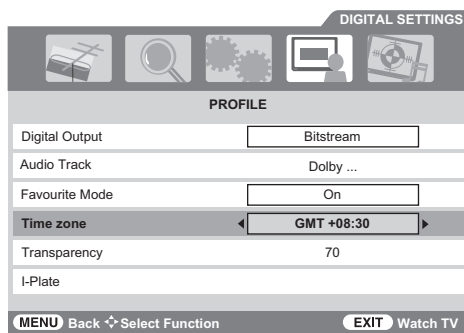 DIGITAL SETTINGS
PROFILE
Digital Output Bitstream
Audio Track Dolby ...
Favourite Mode On
Time zone GMT +08:30
Transparency 70
I-Plate
MENU Back Select Function EXIT Watch TV